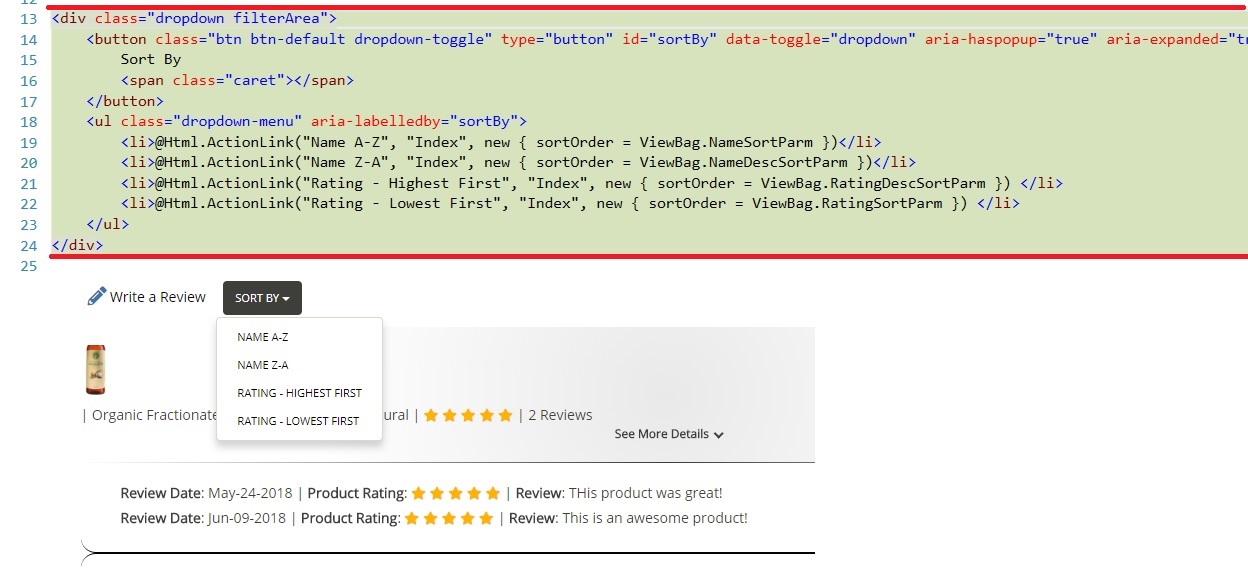 12
13 <div class="dropdown filterArea">
14 <button class="btn btn-default dropdown-toggle" type="button" id="sortBy" data-toggle="dropdown" aria-haspopup="true" aria-expanded="tr
15 Sort By
16 <span class="caret"></span>
17 </button>
18 <ul class="dropdown-menu" aria-labelledby="sortBy">
19 <li>@Html.ActionLink("Name A-Z", "Index", new { sortOrder = ViewBag.NameSortParm })</li>
20 <li>@Html.ActionLink("Name Z-A", "Index", new { sortOrder = ViewBag.NameDescSortParm })</li>
21 <li>@Html.ActionLink("Rating - Highest First", "Index", new { sortOrder = ViewBag.RatingDescSortParm }) </li>
22 <li>@Html.ActionLink("Rating - Lowest First", "Index", new { sortOrder = ViewBag.RatingSortParm }) </li>
23 </ul>
24 </div>
25
Write a Review SORT BY
NAME A-Z
NAME Z-A
RATING - HIGHEST FIRST
RATING - LOWEST FIRST
| Organic Fractionate ural | ★★★★★ | 2 Reviews
See More Details
Review Date: May-24-2018 | Product Rating: ★★★★★ | Review: THis product was great!
Review Date: Jun-09-2018 | Product Rating: ★★★★★ | Review: This is an awesome product!